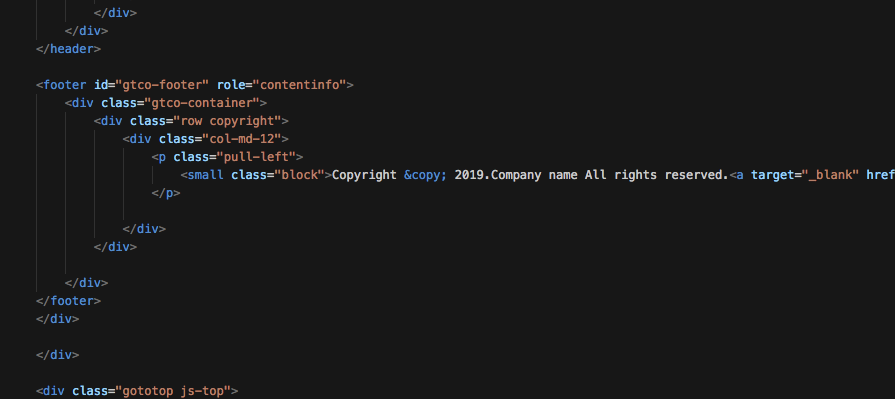 </div>
</div>
</header>
<footer id="gtco-footer" role="contentinfo">
<div class="gtco-container">
<div class="row copyright">
<div class="col-md-12">
<p class="pull-left">
<small class="block">Copyright &copy; 2019.Company name All rights reserved.<a target="_blank" href
</p>
</div>
</div>
</div>
</footer>
</div>
</div>
<div class="gototop js-top">